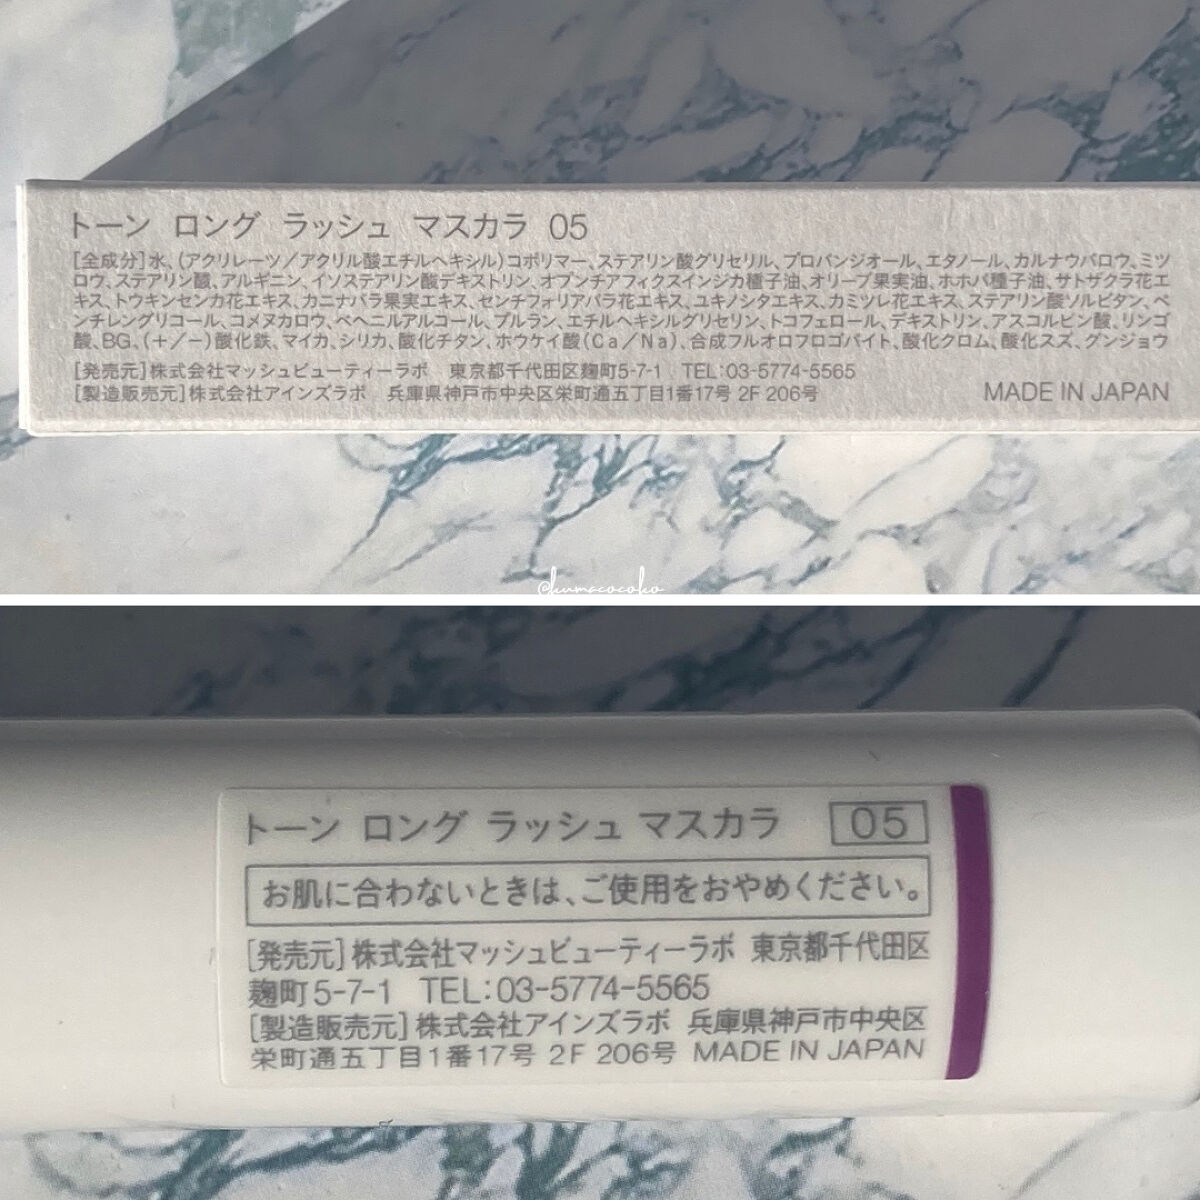 トーン ロング ラッシュ マスカラ 05
[全成分]水、(アクリレーツ/アクリル酸エチルヘキシル)コポリマー、ステアリン酸グリセリル、プロパンジオール、エタノール、カルナウバロウ、ミツ
ロウ、ステアリン酸、アルギニン、イソステアリン酸デキストリン、オプンチアフィクスインジカ種子油、オリーブ果実油、ホホバ種子油、サトザクラ花エ
キス、トウキンセンカ花エキス、カニナバラ果実エキス、センチフォリアバラ花エキス、ユキノシタエキス、カミツレ花エキス、ステアリン酸ソルビタン、ペ
ンチレングリコール、コメヌカロウ、ベヘニルアルコール、プルラン、エチルヘキシルグリセリン、トコフェロール、デキストリン、アスコルビン酸、リンゴ
酸、BG、(+/−)酸化鉄、マイカ、シリカ、酸化チタン、ホウケイ酸(Ca/Na)、合成フルオロフロゴパイト、酸化クロム、酸化スズ、グンジョウ
[発売元]株式会社マッシュビューティーラボ 東京都千代田区麹町5-7-1 TEL:03-5774-5565
[製造販売元]株式会社アインズラボ 兵庫県神戸市中央区栄町通五丁目1番17号 2F 206号 MADE IN JAPAN
@kumacocoko
トーン ロング ラッシュ マスカラ 05
お肌に合わないときは、ご使用をおやめください。
[発売元]株式会社マッシュビューティーラボ 東京都千代田区
麹町5-7-1 TEL:03-5774-5565
[製造販売元]株式会社アインズラボ 兵庫県神戸市中央区
栄町通五丁目1番17号 2F 206号 MADE IN JAPAN